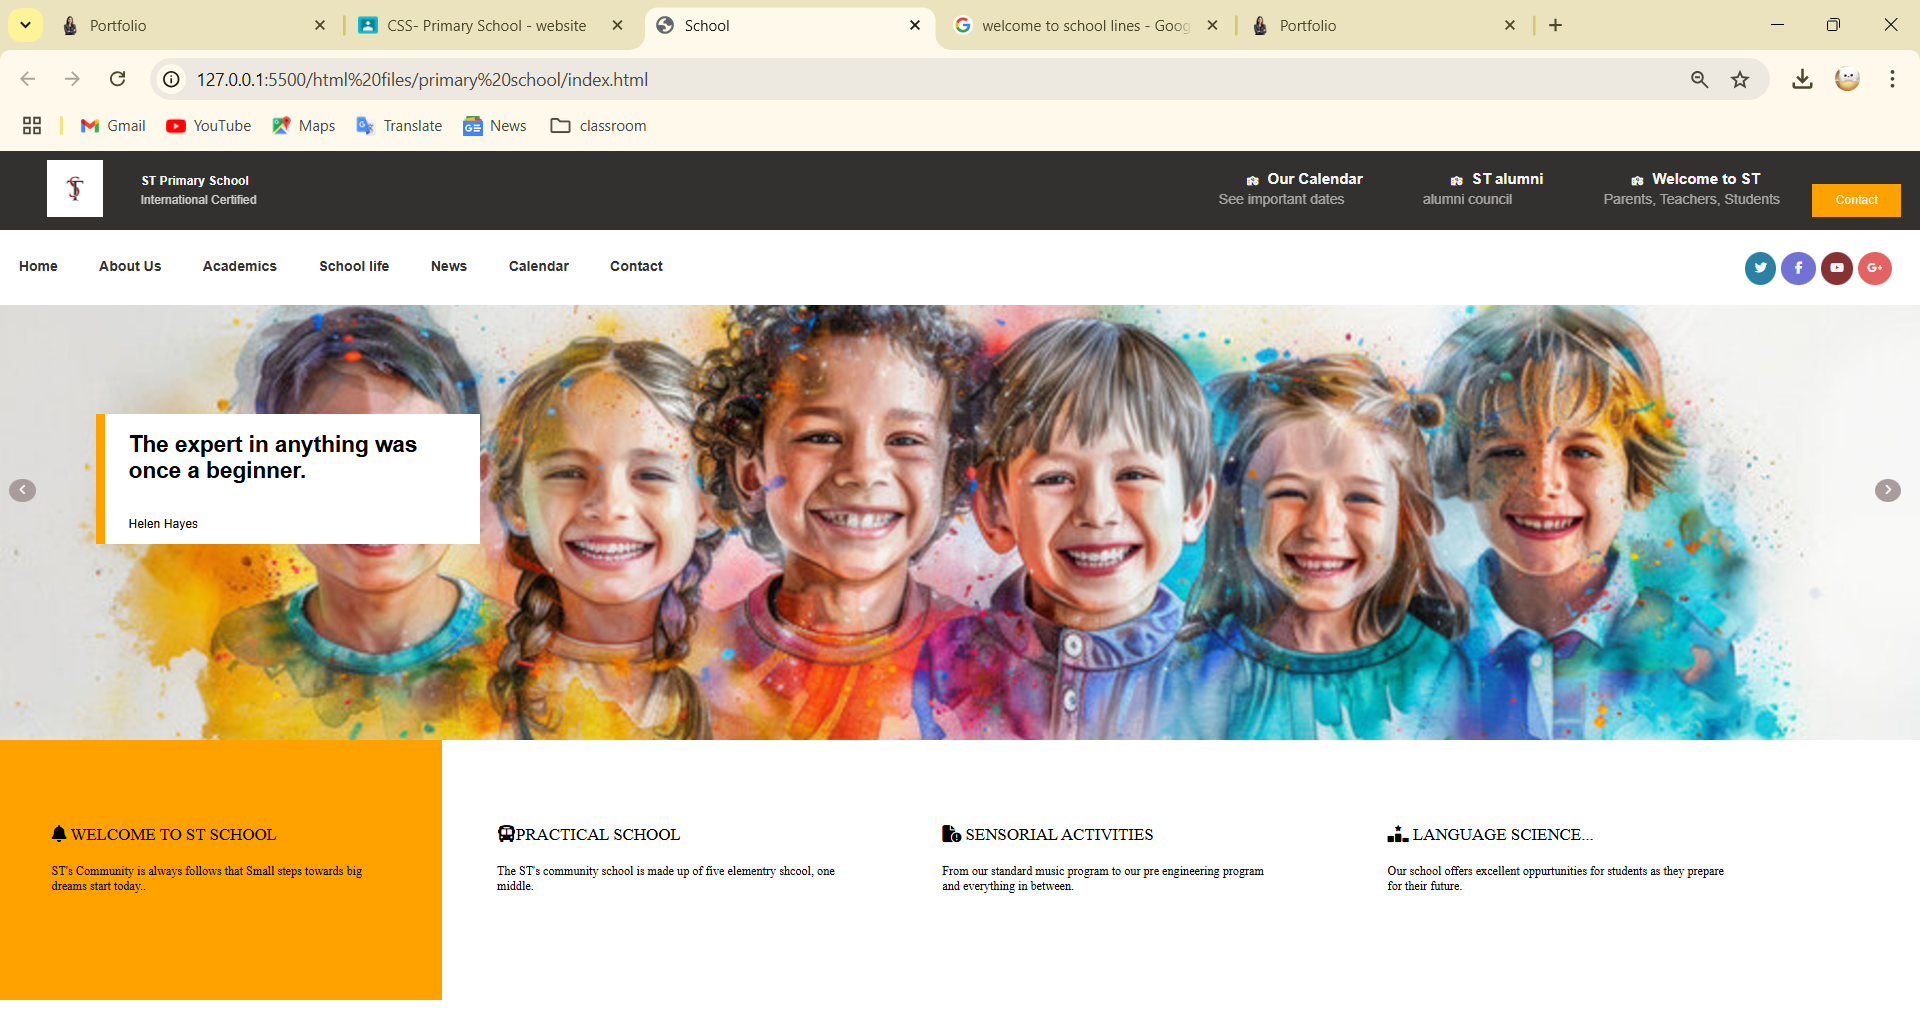 Portfolio
CSS- Primary School - website
School
welcome to school lines - Goog
Portfolio
127.0.0.1:5500/html%20files/primary%20school/index.html
Gmail
YouTube
Maps
Translate
News
classroom
ST
ST Primary School
International Certified
Our Calendar
See important dates
ST alumni
alumni council
Welcome to ST
Parents, Teachers, Students
Contact
Home
About Us
Academics
School life
News
Calendar
Contact
G+
The expert in anything was
once a beginner.
Helen Hayes
WELCOME TO ST SCHOOL
ST's Community is always follows that Small steps towards big
dreams start today..
PRACTICAL SCHOOL
The ST's community school is made up of five elementry shcool, one
middle.
SENSORIAL ACTIVITIES
From our standard music program to our pre engineering program
and everything in between.
LANGUAGE SCIENCE...
Our school offers excellent oppurtunities for students as they prepare
for their future.